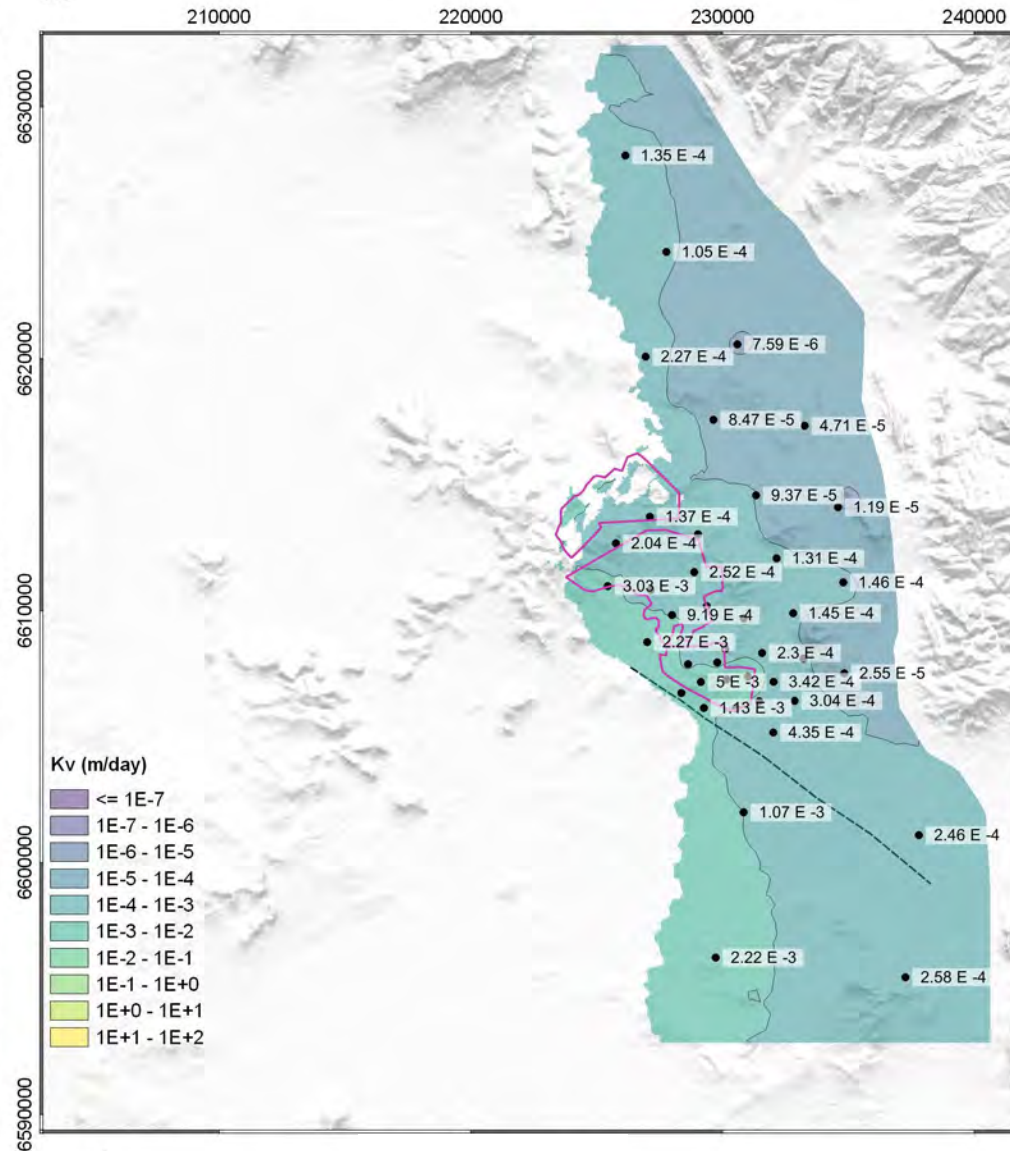 210000 220000 230000 240000
6630000
6620000
6610000
6600000
6590000
1.35 E -4
1.05 E -4
7.59 E -6
2.27 E -4
8.47 E -5
4.71 E -5
9.37 E -5
1.19 E -5
1.37 E -4
2.04 E -4
1.31 E -4
2.52 E -4
1.46 E -4
3.03 E -3
9.19 E -4
1.45 E -4
2.27 E -3
2.3 E -4
2.55 E -5
5 E -3
3.42 E -4
3.04 E -4
1.13 E -3
4.35 E -4
1.07 E -3
2.46 E -4
2.22 E -3
2.58 E -4
Kv (m/day)
<= 1E-7
1E-7 - 1E-6
1E-6 - 1E-5
1E-5 - 1E-4
1E-4 - 1E-3
1E-3 - 1E-2
1E-2 - 1E-1
1E-1 - 1E+0
1E+0 - 1E+1
1E+1 - 1E+2